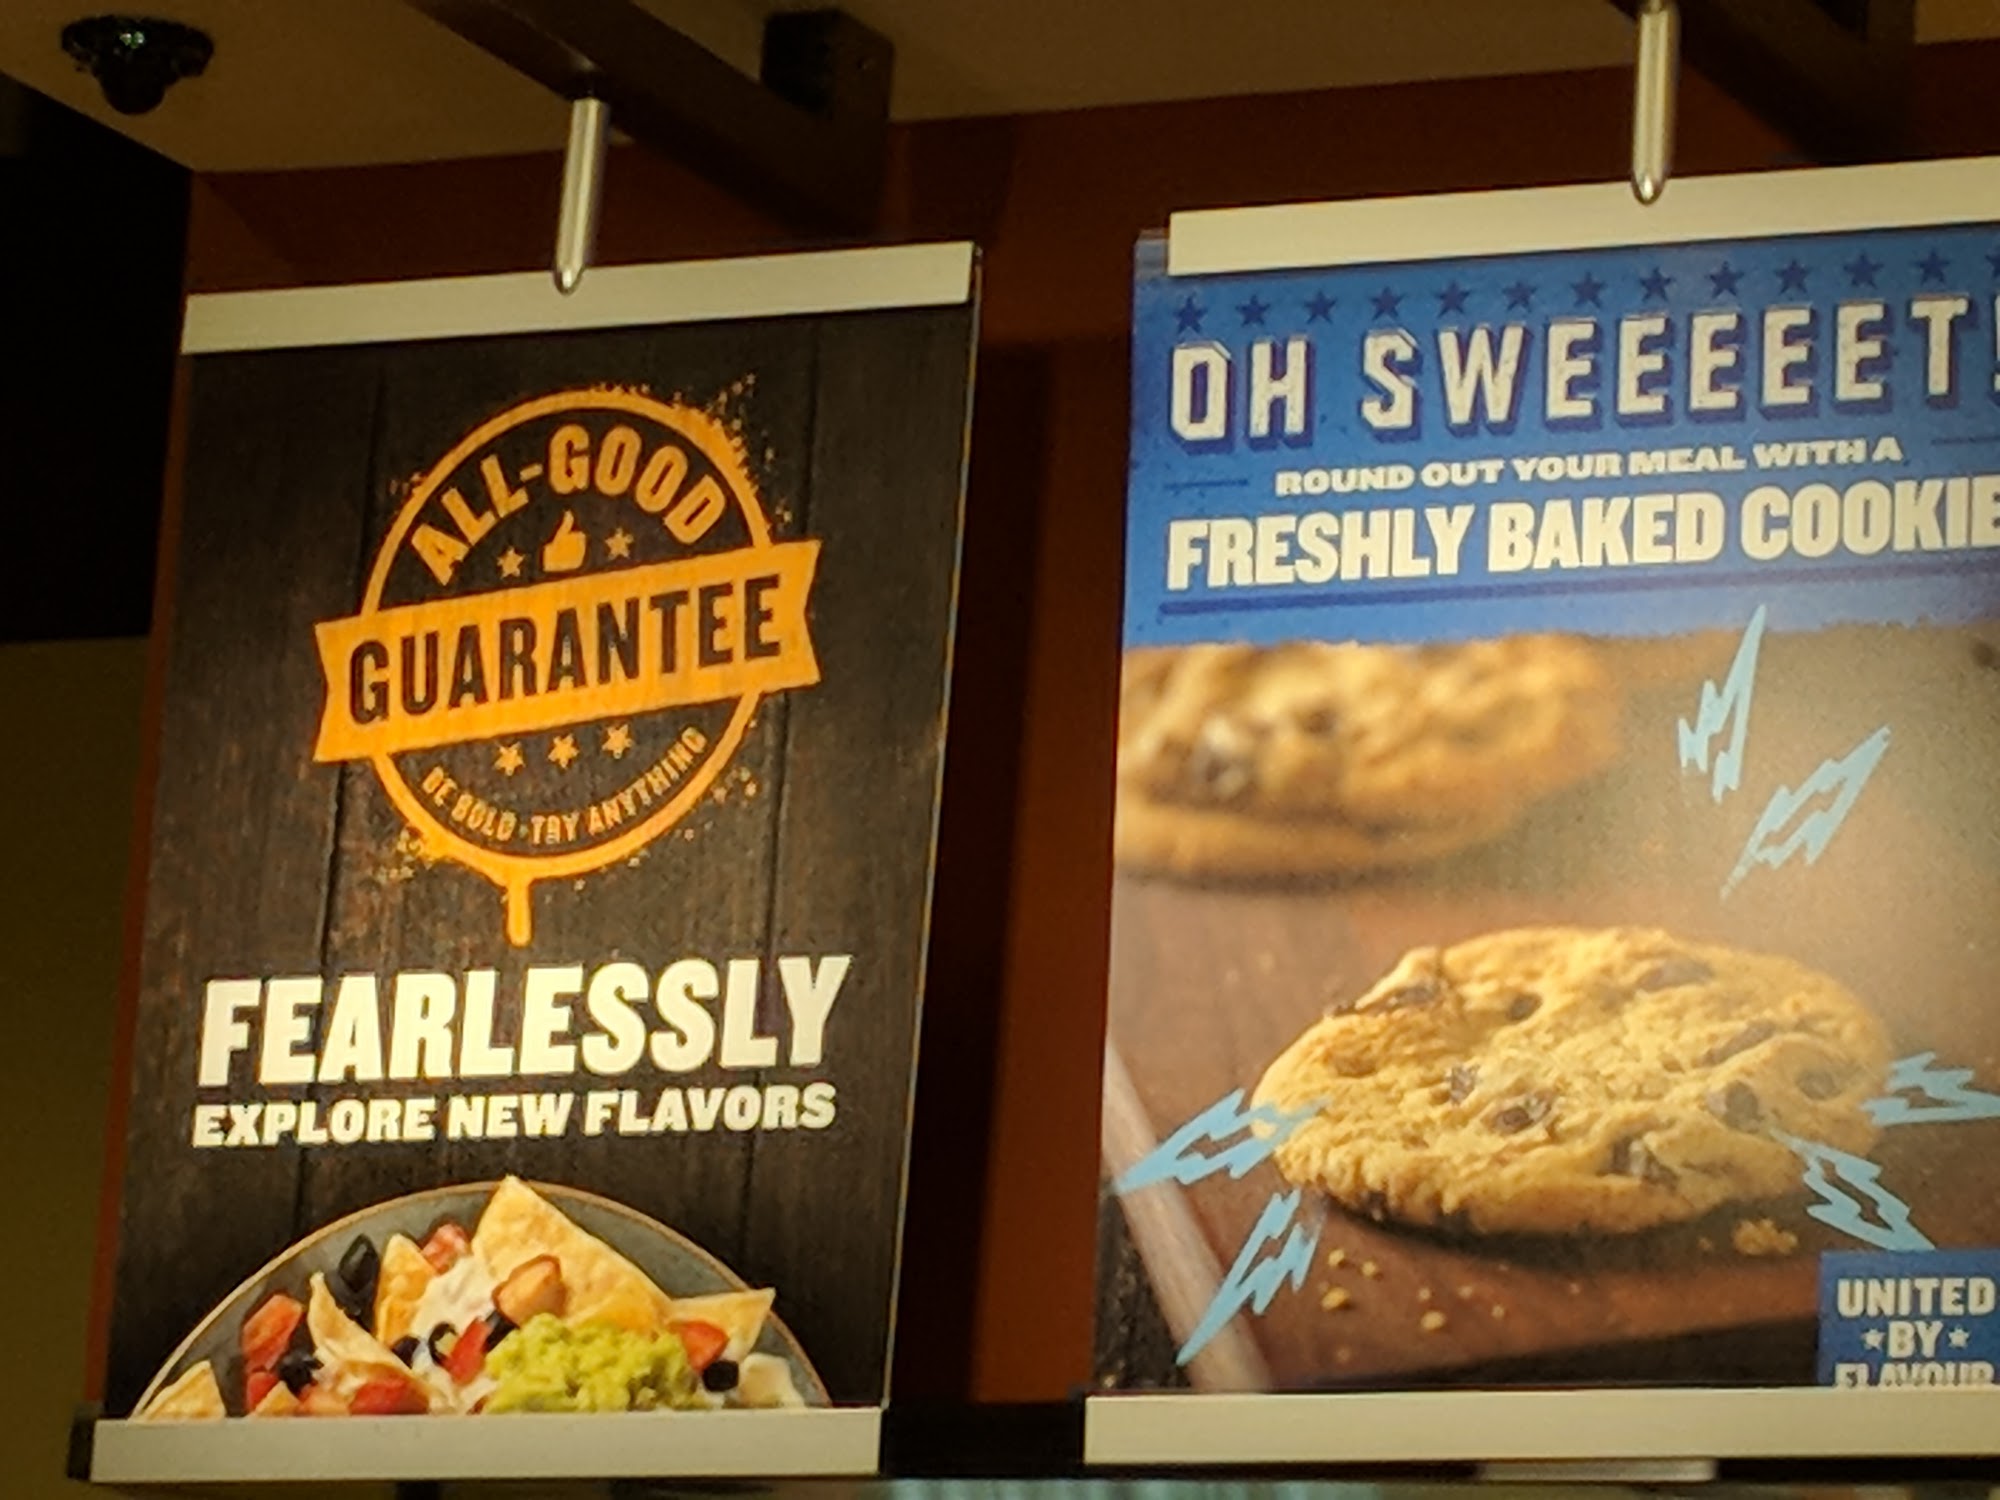 ALL-GOOD
GUARANTEE
BE BOLD · TRY ANYTHING
FEARLESSLY
EXPLORE NEW FLAVORS
OH SWEEEEET!
ROUND OUT YOUR MEAL WITH A
FRESHLY BAKED COOKIE
UNITED
BY
FLAVOUR